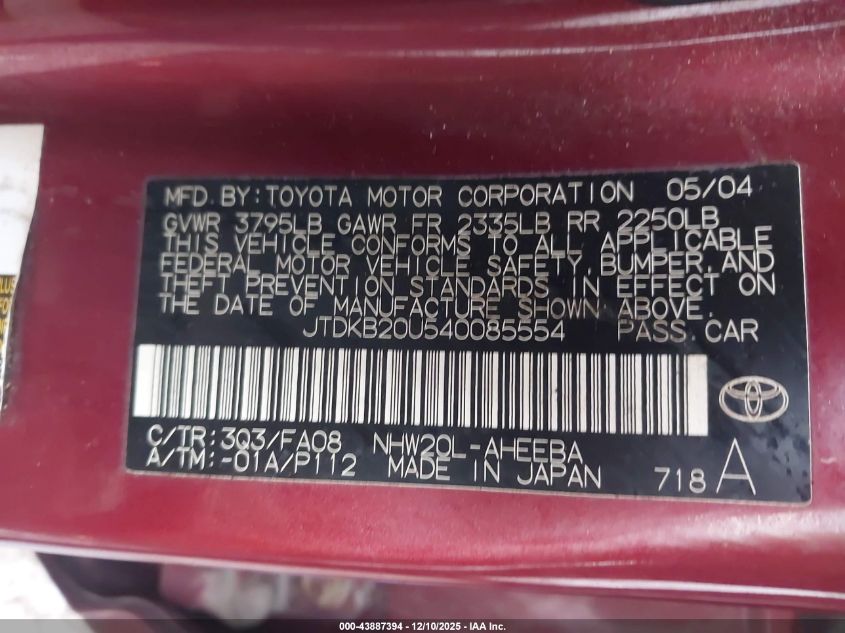 MFD. BY: TOYOTA MOTOR CORPORATION 05/04
GVWR 3795LB GAWR FR 2335LB RR 2250LB
THIS VEHICLE CONFORMS TO ALL APPLICABLE
FEDERAL MOTOR VEHICLE SAFETY, BUMPER, AND
THEFT PREVENTION STANDARDS IN EFFECT ON
THE DATE OF MANUFACTURE SHOWN ABOVE.
JTDKB20U540085554 PASS CAR
C/TR: 3Q3/FA08 NHW20L-AHEEBA
A/TM: -01A/P112 MADE IN JAPAN 718 A
000-43887394 - 12/10/2025 - IAA Inc.